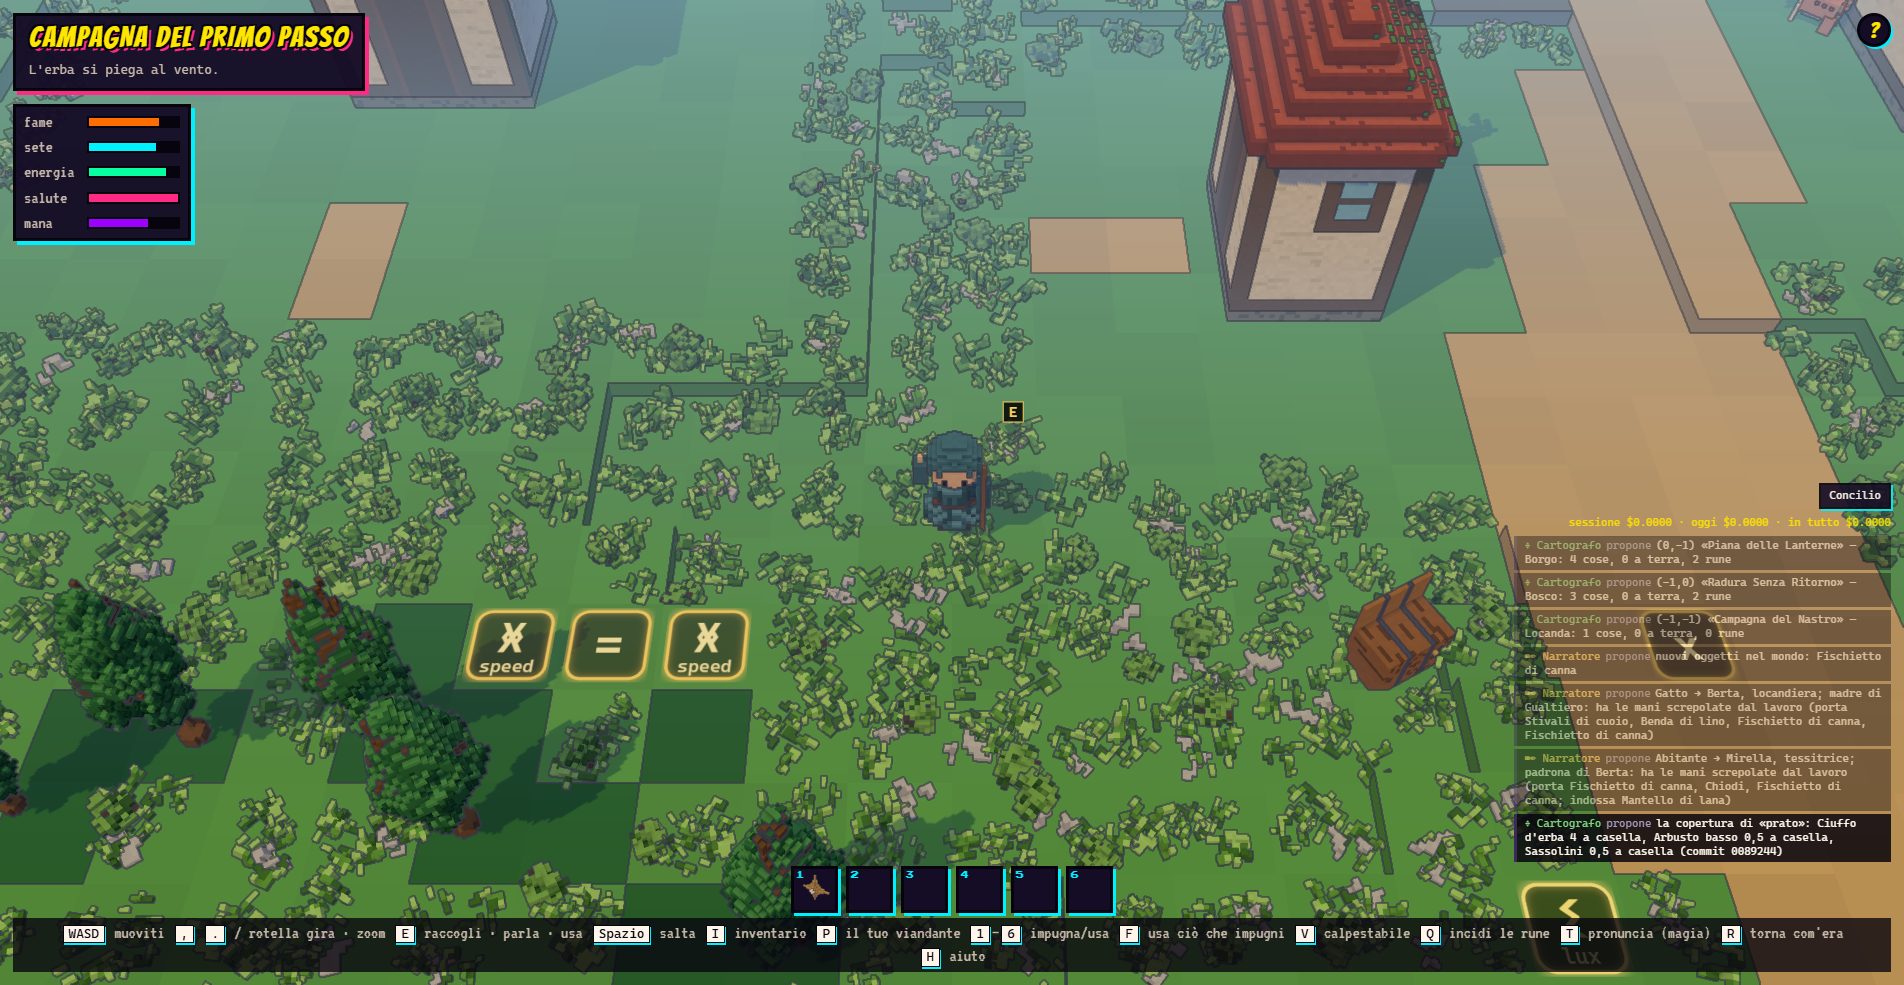 CAMPAGNA DEL PRIMO PASSO
L'erba si piega al vento.
?
fame
sete
energia
salute
mana
E
X speed
=
X speed
Concilio
sessione $0.0000 · oggi $0.0000 · in tutto $0.0000
+ Cartografo propone (0,-1) «Piana delle Lanterne» —
Borgo: 4 cose, 0 a terra, 2 rune
+ Cartografo propone (-1,0) «Radura Senza Ritorno» —
Bosco: 3 cose, 0 a terra, 2 rune
+ Cartografo propone (-1,-1) «Campagna del Nastro» —
Locanda: 1 cose, 0 a terra, 0 rune
Narratore propone nuovi oggetti nel mondo: Fischietto
di canna
Narratore propone Gatto → Berta, locandiera; madre di
Gualtiero: ha le mani screpolate dal lavoro (porta
Stivali di cuoio, Benda di lino, Fischietto di canna,
Fischietto di canna)
Narratore propone Abitante → Mirella, tessitrice;
padrona di Berta: ha le mani screpolate dal lavoro
(porta Fischietto di canna, Chiodi, Fischietto di
canna; indossa Mantello di lana)
+ Cartografo propone la copertura di «prato»: Ciuffo
d'erba 4 a casella, Arbusto basso 0,5 a casella,
Sassolini 0,5 a casella (commit 0089244)
1 2 3 4 5 6
WASD muoviti , . / rotella gira · zoom E raccogli · parla · usa Spazio salta I inventario P il tuo viandante 1-6 impugna/usa F usa ciò che impugni V calpestabile Q incidi le rune T pronuncia (magia) R torna com'era
H aiuto
lux